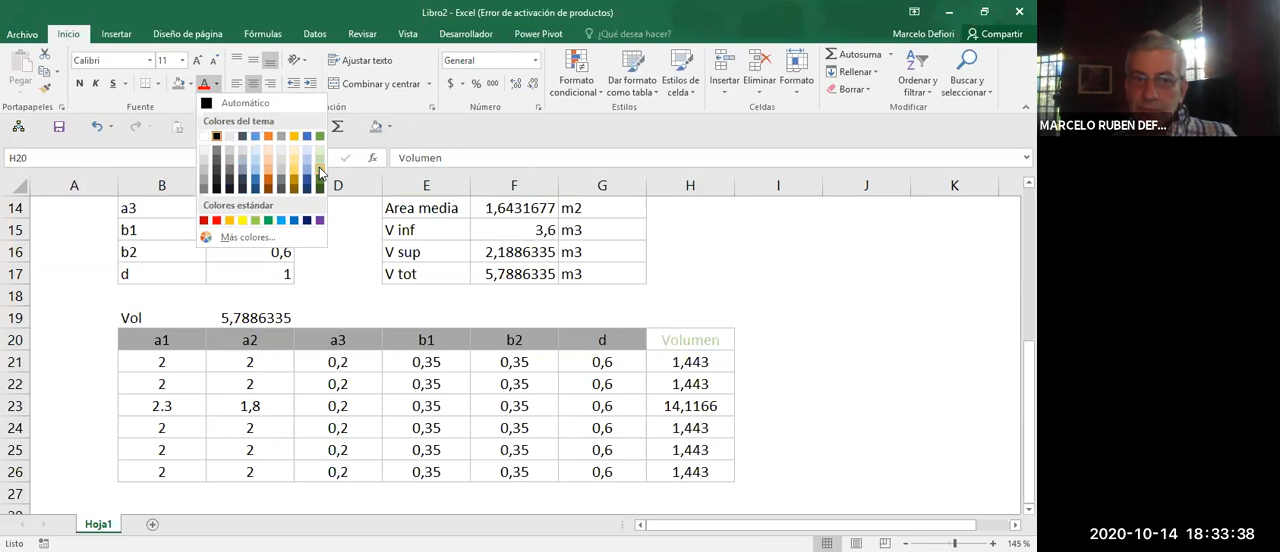 Libro2 - Excel (Error de activación de productos)
Archivo Inicio Insertar Diseño de página Fórmulas Datos Revisar Vista Desarrollador Power Pivot ¿Qué desea hacer? Marcelo Defiori Compartir
Pegar Calibri 11 Ajustar texto General Formato condicional Dar formato como tabla Estilos de celda Insertar Eliminar Formato Autosuma Rellenar Borrar Ordenar y filtrar Buscar y seleccionar
N K S Combinar y centrar $ % 000
Portapapeles Fuente ción Número Estilos Celdas Modificar
Automático
Colores del tema
Colores estándar
Más colores...
MARCELO RUBEN DEF...
H20 fx Volumen
A B D E F G H I J K
14 a3 Area media 1,6431677 m2
15 b1 V inf 3,6 m3
16 b2 0,6 V sup 2,1886335 m3
17 d 1 V tot 5,7886335 m3
18
19 Vol 5,7886335
20 a1 a2 a3 b1 b2 d Volumen
21 2 2 0,2 0,35 0,35 0,6 1,443
22 2 2 0,2 0,35 0,35 0,6 1,443
23 2.3 1,8 0,2 0,35 0,35 0,6 14,1166
24 2 2 0,2 0,35 0,35 0,6 1,443
25 2 2 0,2 0,35 0,35 0,6 1,443
26 2 2 0,2 0,35 0,35 0,6 1,443
27
Hoja1
Listo 145 %
2020-10-14 18:33:38